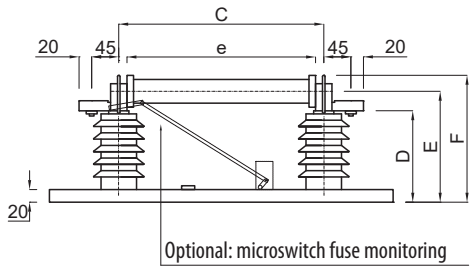 C
20 45 e 45 20
D E F
20
Optional: microswitch fuse monitoring